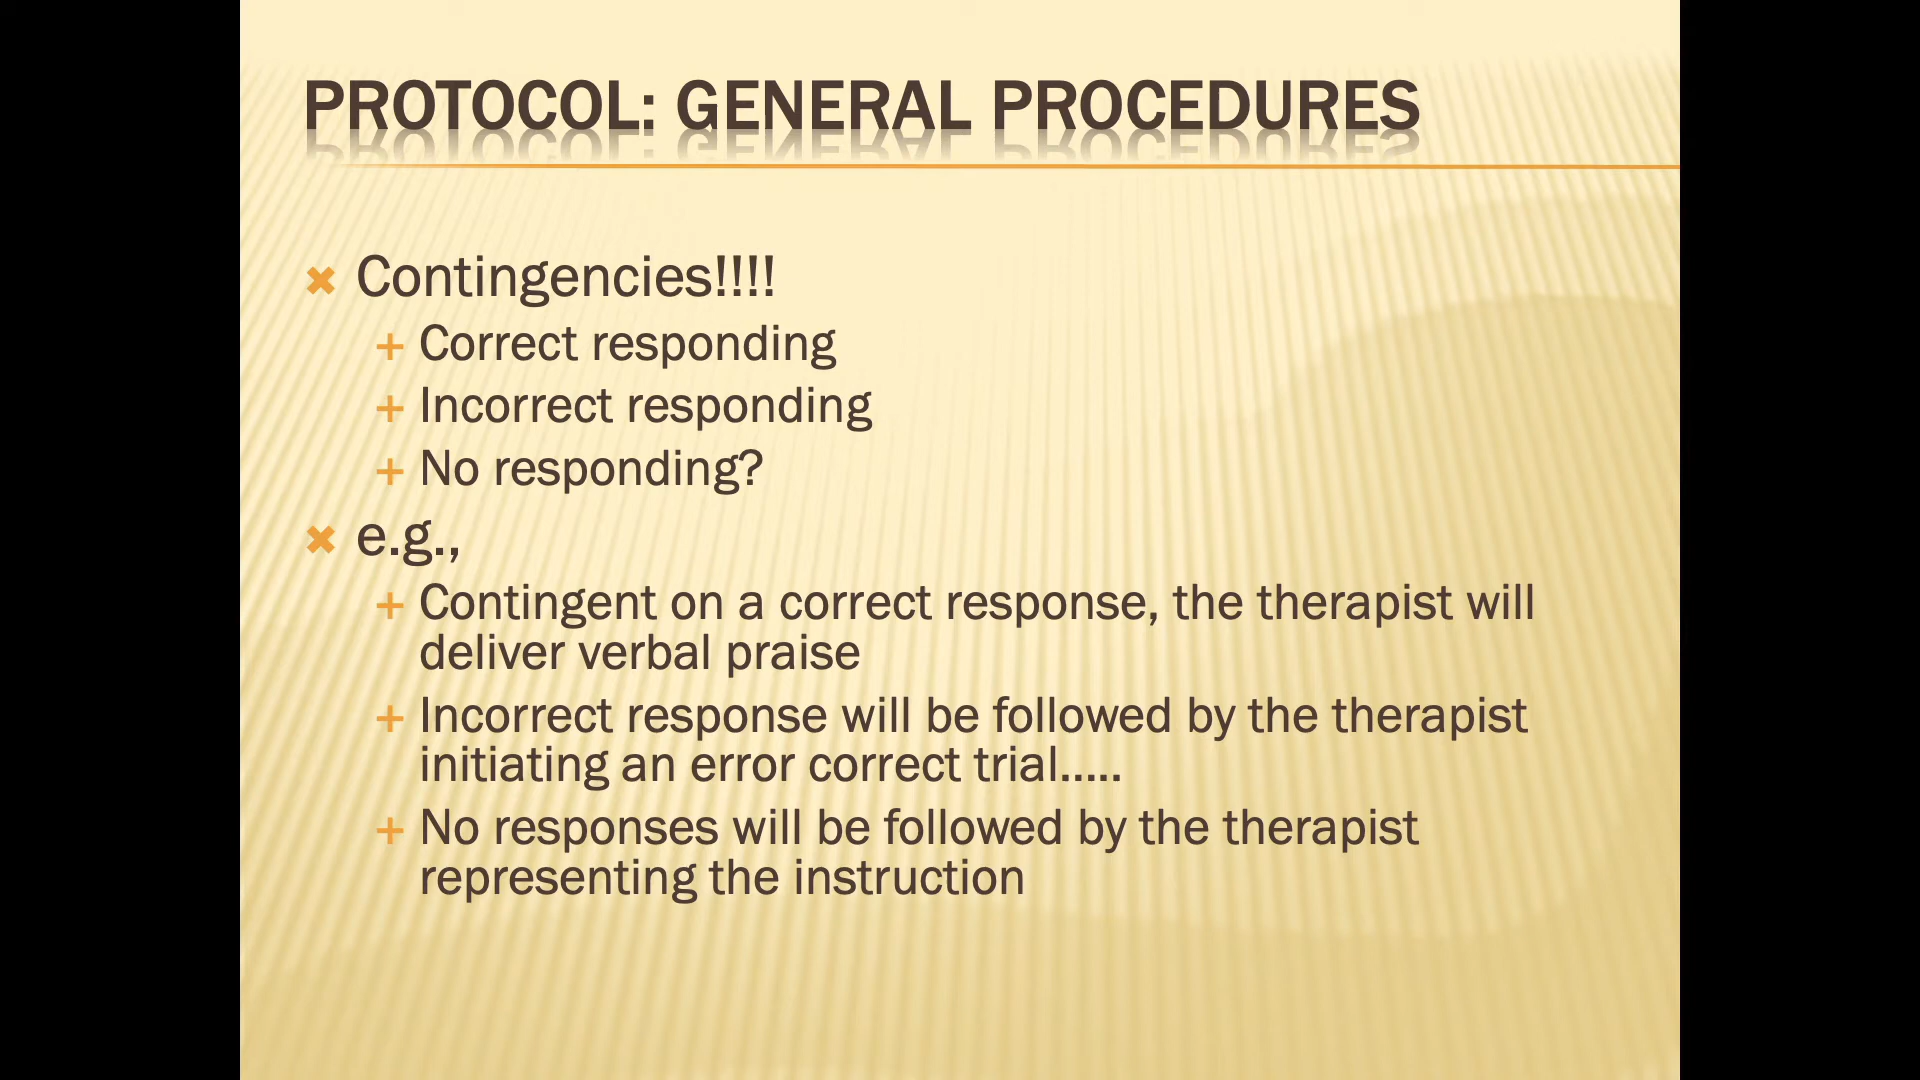 PROTOCOL: GENERAL PROCEDURES
Contingencies!!!!
Correct responding
Incorrect responding
No responding?
e.g.,
Contingent on a correct response, the therapist will
deliver verbal praise
Incorrect response will be followed by the therapist
initiating an error correct trial.....
No responses will be followed by the therapist
representing the instruction